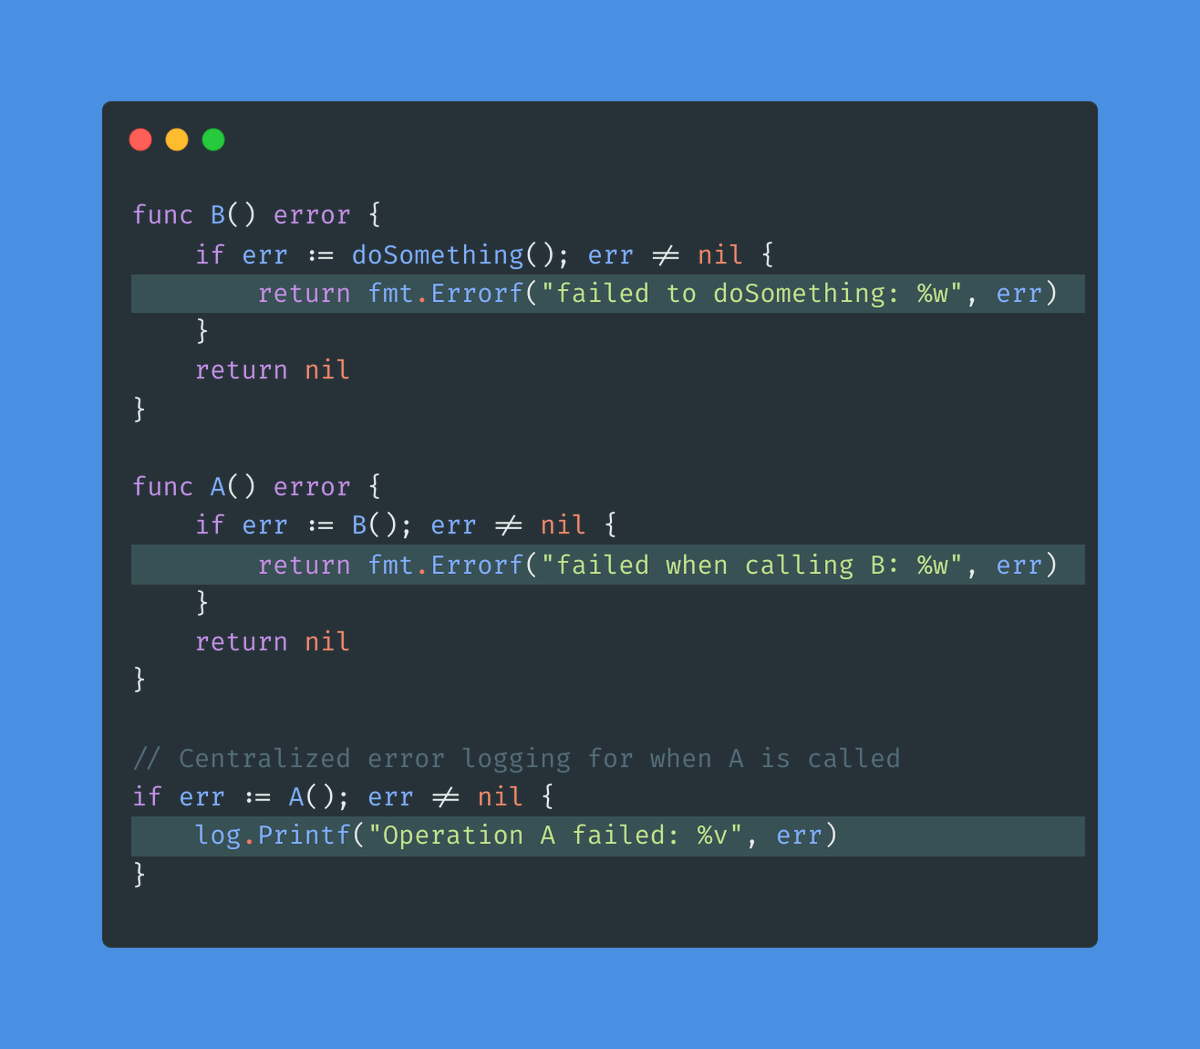 func B() error {
    if err := doSomething(); err != nil {
        return fmt.Errorf("failed to doSomething: %w", err)
    }
    return nil
}

func A() error {
    if err := B(); err != nil {
        return fmt.Errorf("failed when calling B: %w", err)
    }
    return nil
}

// Centralized error logging for when A is called
if err := A(); err != nil {
    log.Printf("Operation A failed: %v", err)
}